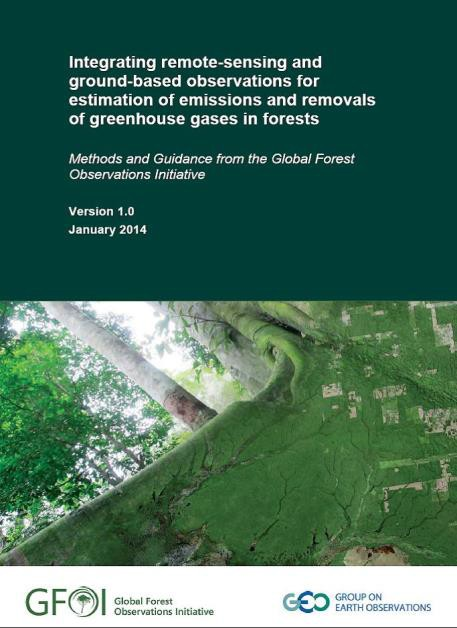 Integrating remote-sensing and
ground-based observations for
estimation of emissions and removals
of greenhouse gases in forests
Methods and Guidance from the Global Forest
Observations Initiative
Version 1.0
January 2014
GFOI
Global Forest
Observations Initiative
GEO
GROUP ON
EARTH OBSERVATIONS